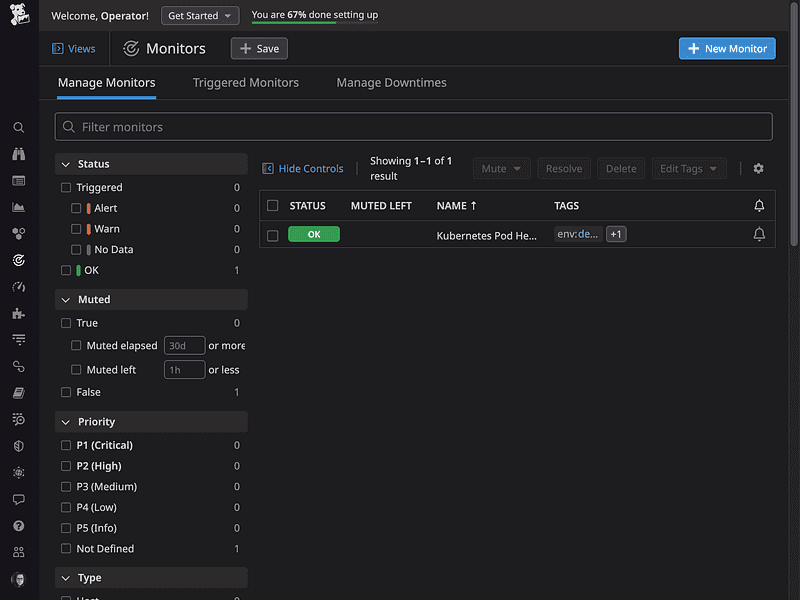 Welcome, Operator!
Get Started
You are 67% done setting up
Views
Monitors
Save
New Monitor
Manage Monitors
Triggered Monitors
Manage Downtimes
Filter monitors
Status
Triggered 0
Alert 0
Warn 0
No Data 0
OK 1
Muted
True 0
Muted elapsed 30d or more
Muted left 1h or less
False 1
Priority
P1 (Critical) 0
P2 (High) 0
P3 (Medium) 0
P4 (Low) 0
P5 (Info) 0
Not Defined 1
Type
Hide Controls
Showing 1–1 of 1
result
Mute
Resolve
Delete
Edit Tags
STATUS MUTED LEFT NAME ↑ TAGS
OK Kubernetes Pod He... env:de... +1